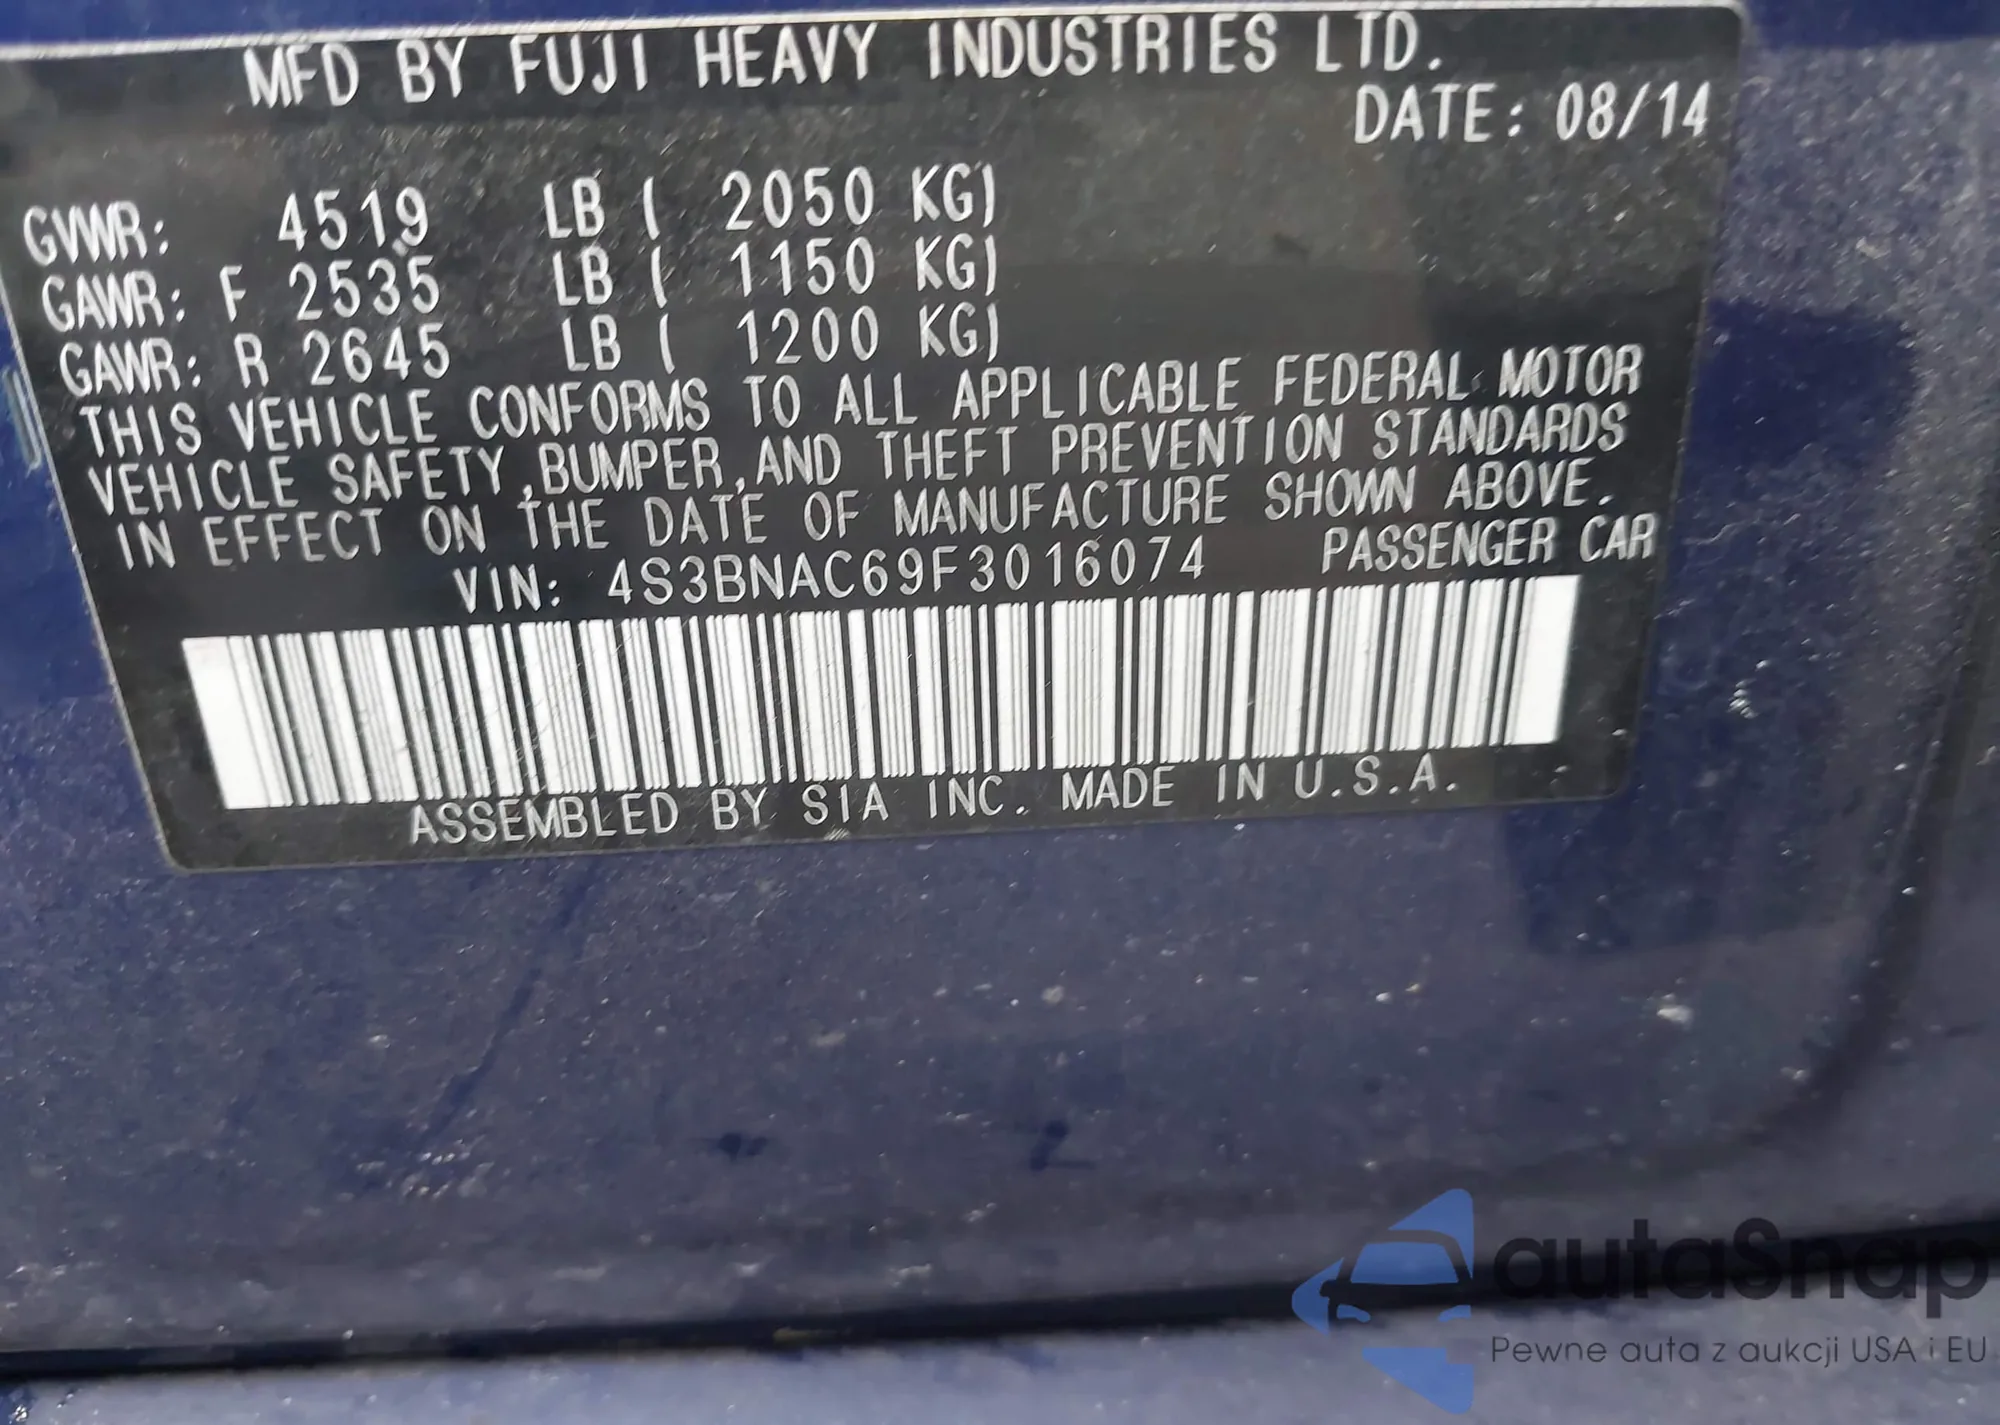 MFD BY FUJI HEAVY INDUSTRIES LTD.
DATE: 08/14
GVWR: 4519 LB ( 2050 KG)
GAWR: F 2535 LB ( 1150 KG)
GAWR: R 2645 LB ( 1200 KG)
THIS VEHICLE CONFORMS TO ALL APPLICABLE FEDERAL MOTOR
VEHICLE SAFETY,BUMPER,AND THEFT PREVENTION STANDARDS
IN EFFECT ON THE DATE OF MANUFACTURE SHOWN ABOVE.
VIN: 4S3BNAC69F3016074 PASSENGER CAR
ASSEMBLED BY SIA INC. MADE IN U.S.A.
autaSnap
Pewne auta z aukcji USA i EU